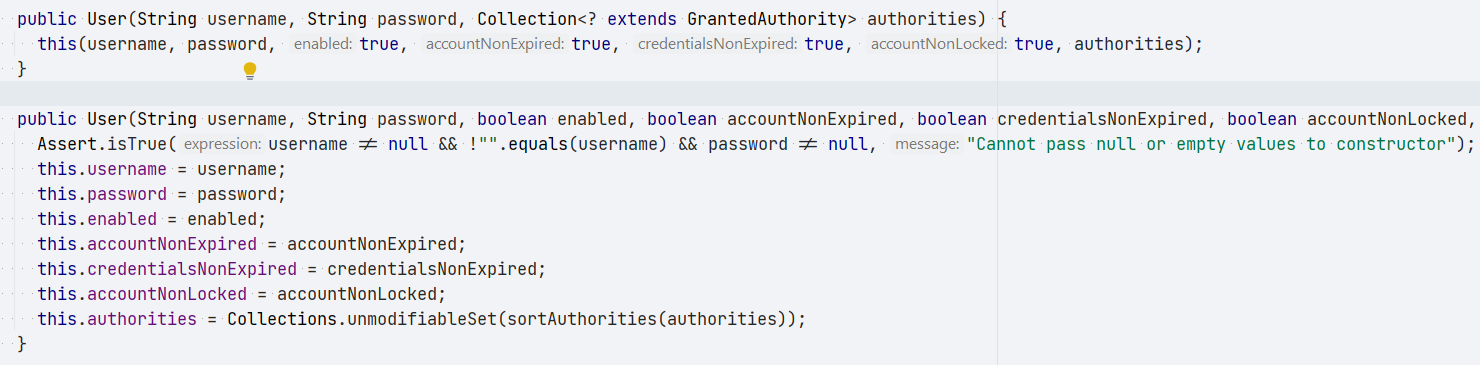 public User(String username, String password, Collection<? extends GrantedAuthority> authorities) {
this(username, password, enabled: true, accountNonExpired: true, credentialsNonExpired: true, accountNonLocked: true, authorities);
}
public User(String username, String password, boolean enabled, boolean accountNonExpired, boolean credentialsNonExpired, boolean accountNonLocked,
Assert.isTrue( expression: username ≠ null && !"".equals(username) && password ≠ null, message: "Cannot pass null or empty values to constructor");
this.username = username;
this.password = password;
this.enabled = enabled;
this.accountNonExpired = accountNonExpired;
this.credentialsNonExpired = credentialsNonExpired;
this.accountNonLocked = accountNonLocked;
this.authorities = Collections.unmodifiableSet(sortAuthorities(authorities));
}